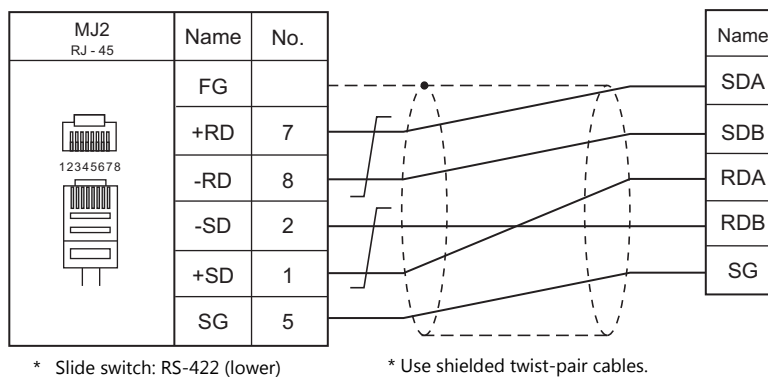 MJ2 Name No. Name
RJ - 45
FG SDA
+RD 7 SDB
12345678
-RD 8 RDA
-SD 2 RDB
+SD 1 SG
SG 5
* Slide switch: RS-422 (lower) * Use shielded twist-pair cables.